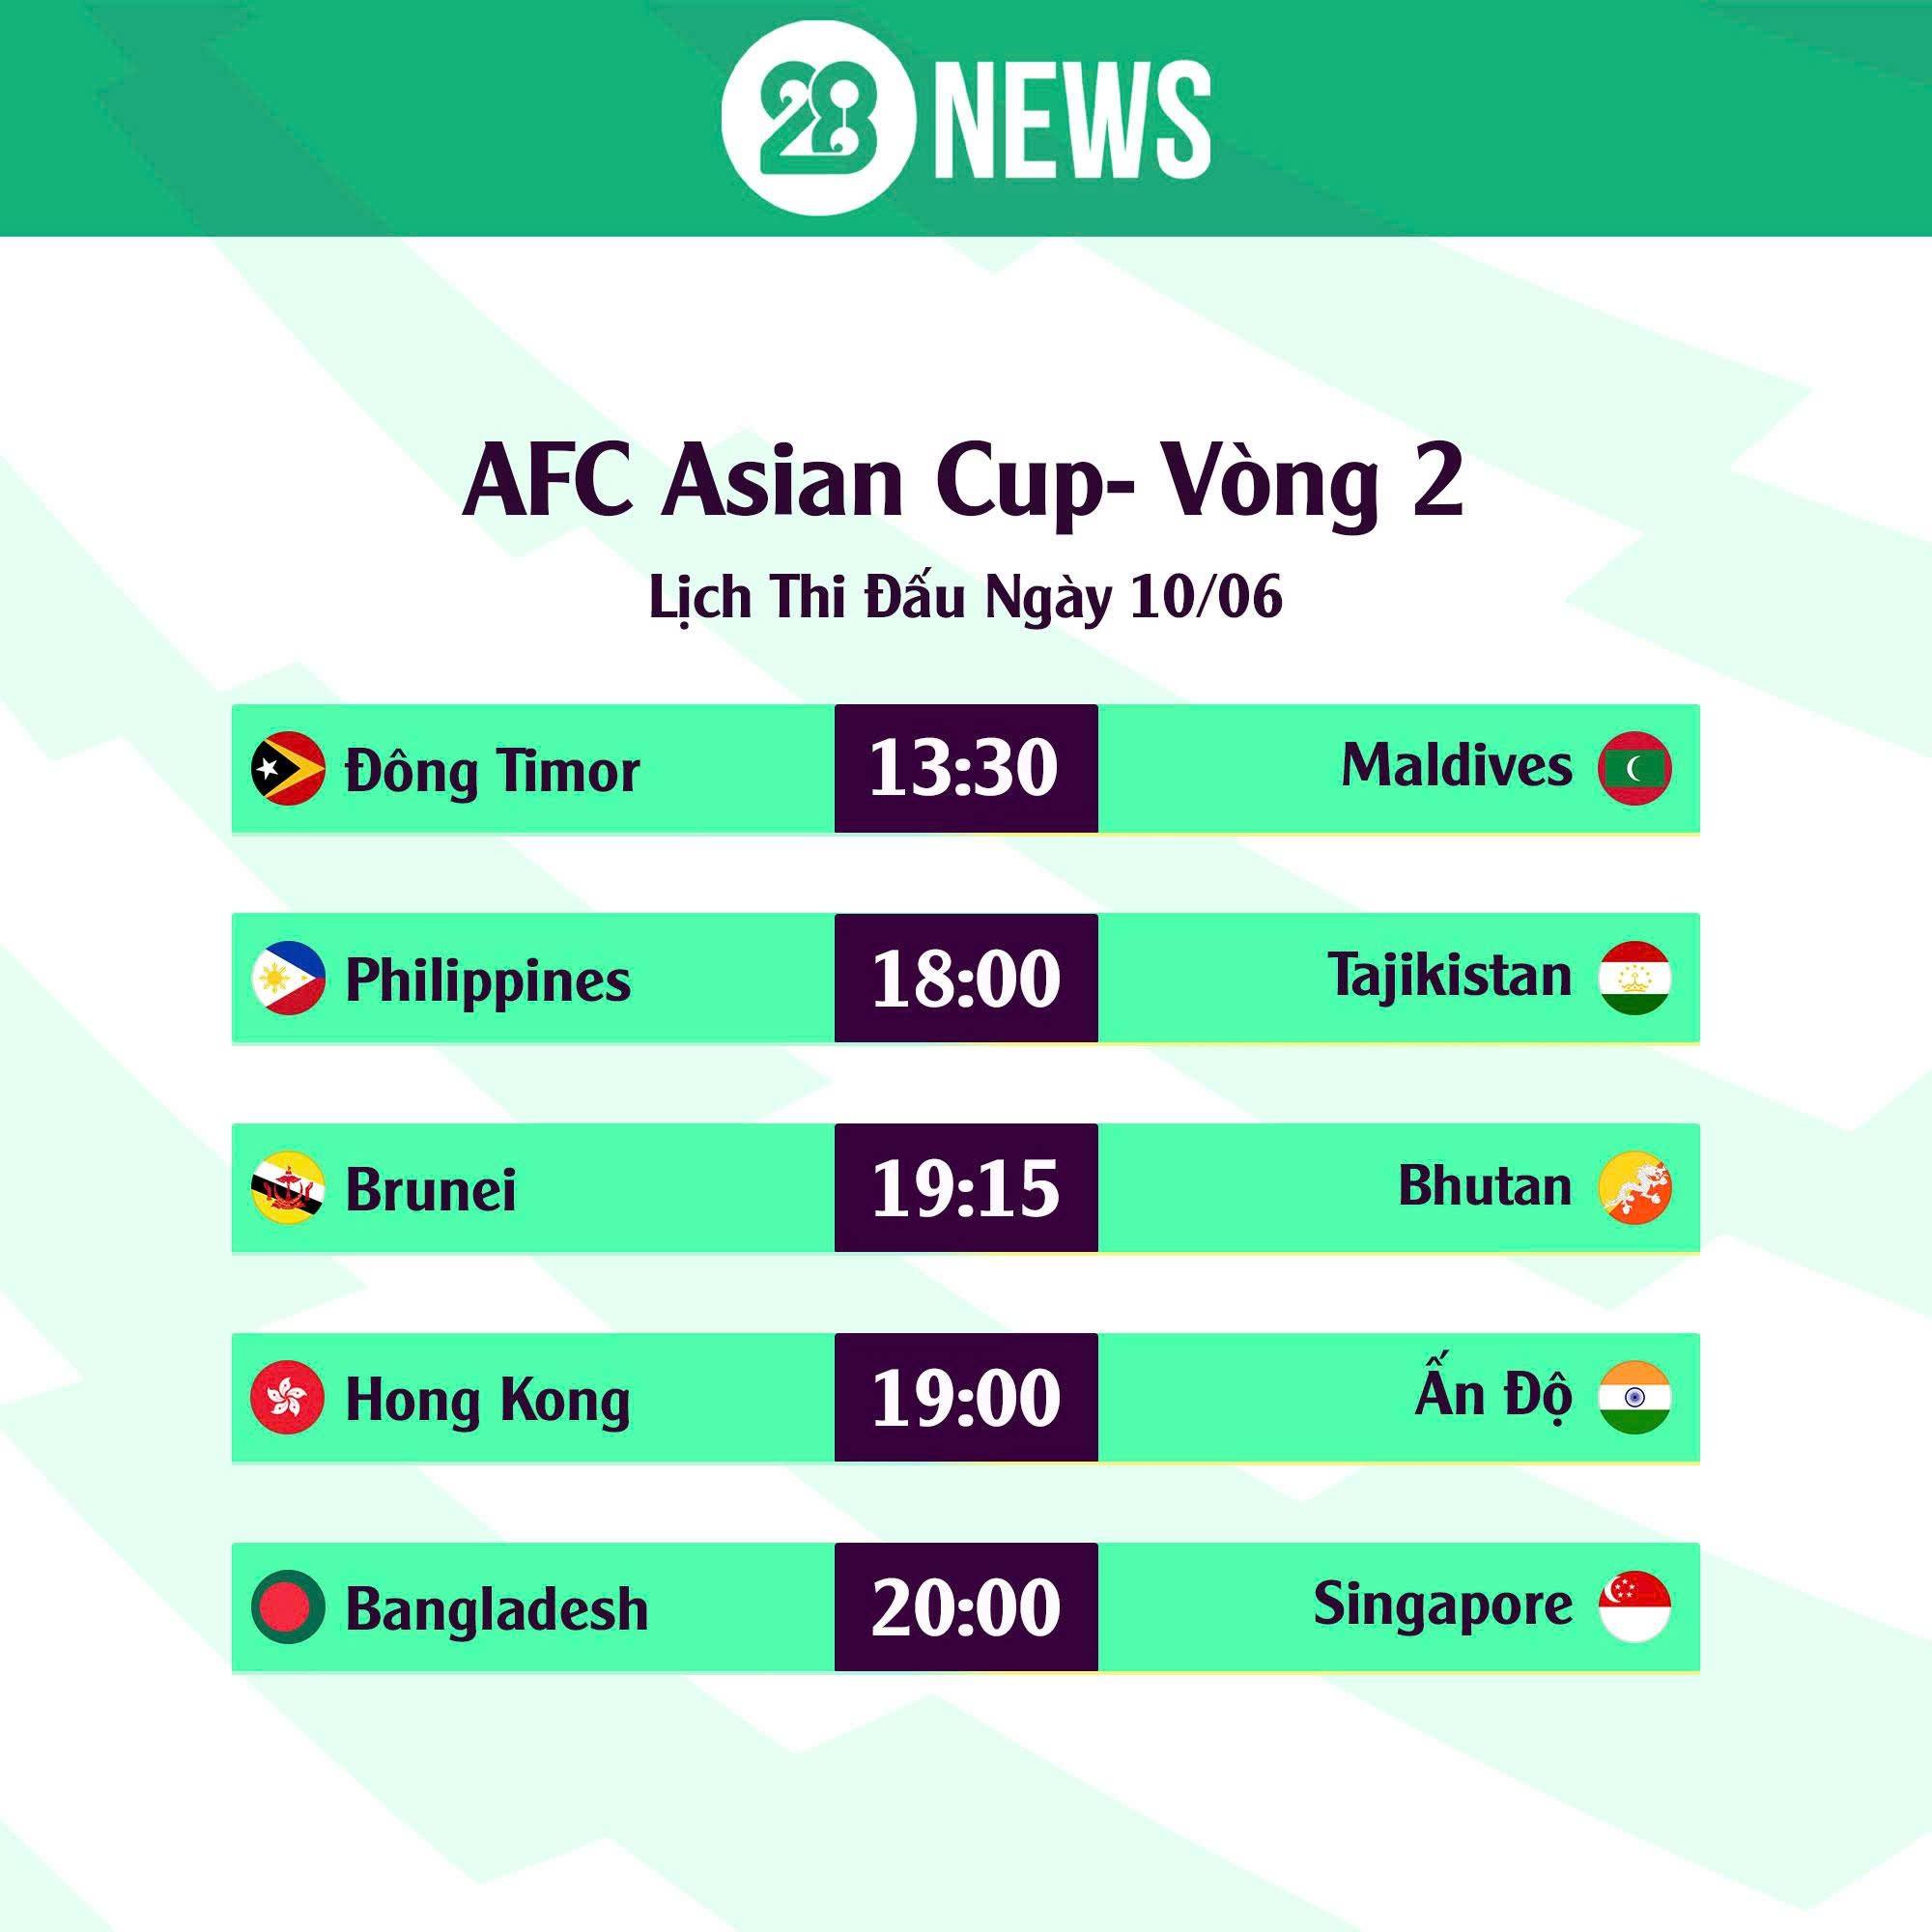 28 NEWS
AFC Asian Cup- Vòng 2
Lịch Thi Đấu Ngày 10/06
Đông Timor 13:30 Maldives
Philippines 18:00 Tajikistan
Brunei 19:15 Bhutan
Hong Kong 19:00 Ấn Độ
Bangladesh 20:00 Singapore